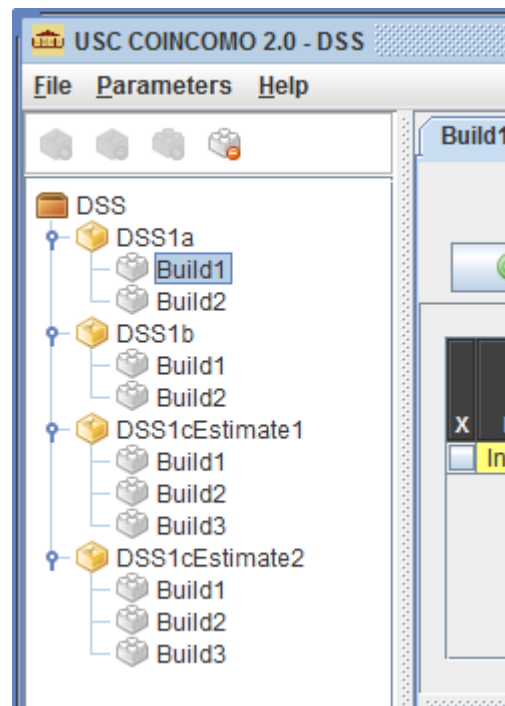 USC COINCOMO 2.0 - DSS
File Parameters Help
Build1
DSS
DSS1a
Build1
Build2
DSS1b
Build1
Build2
DSS1cEstimate1
Build1
Build2
Build3
DSS1cEstimate2
Build1
Build2
Build3
X
In